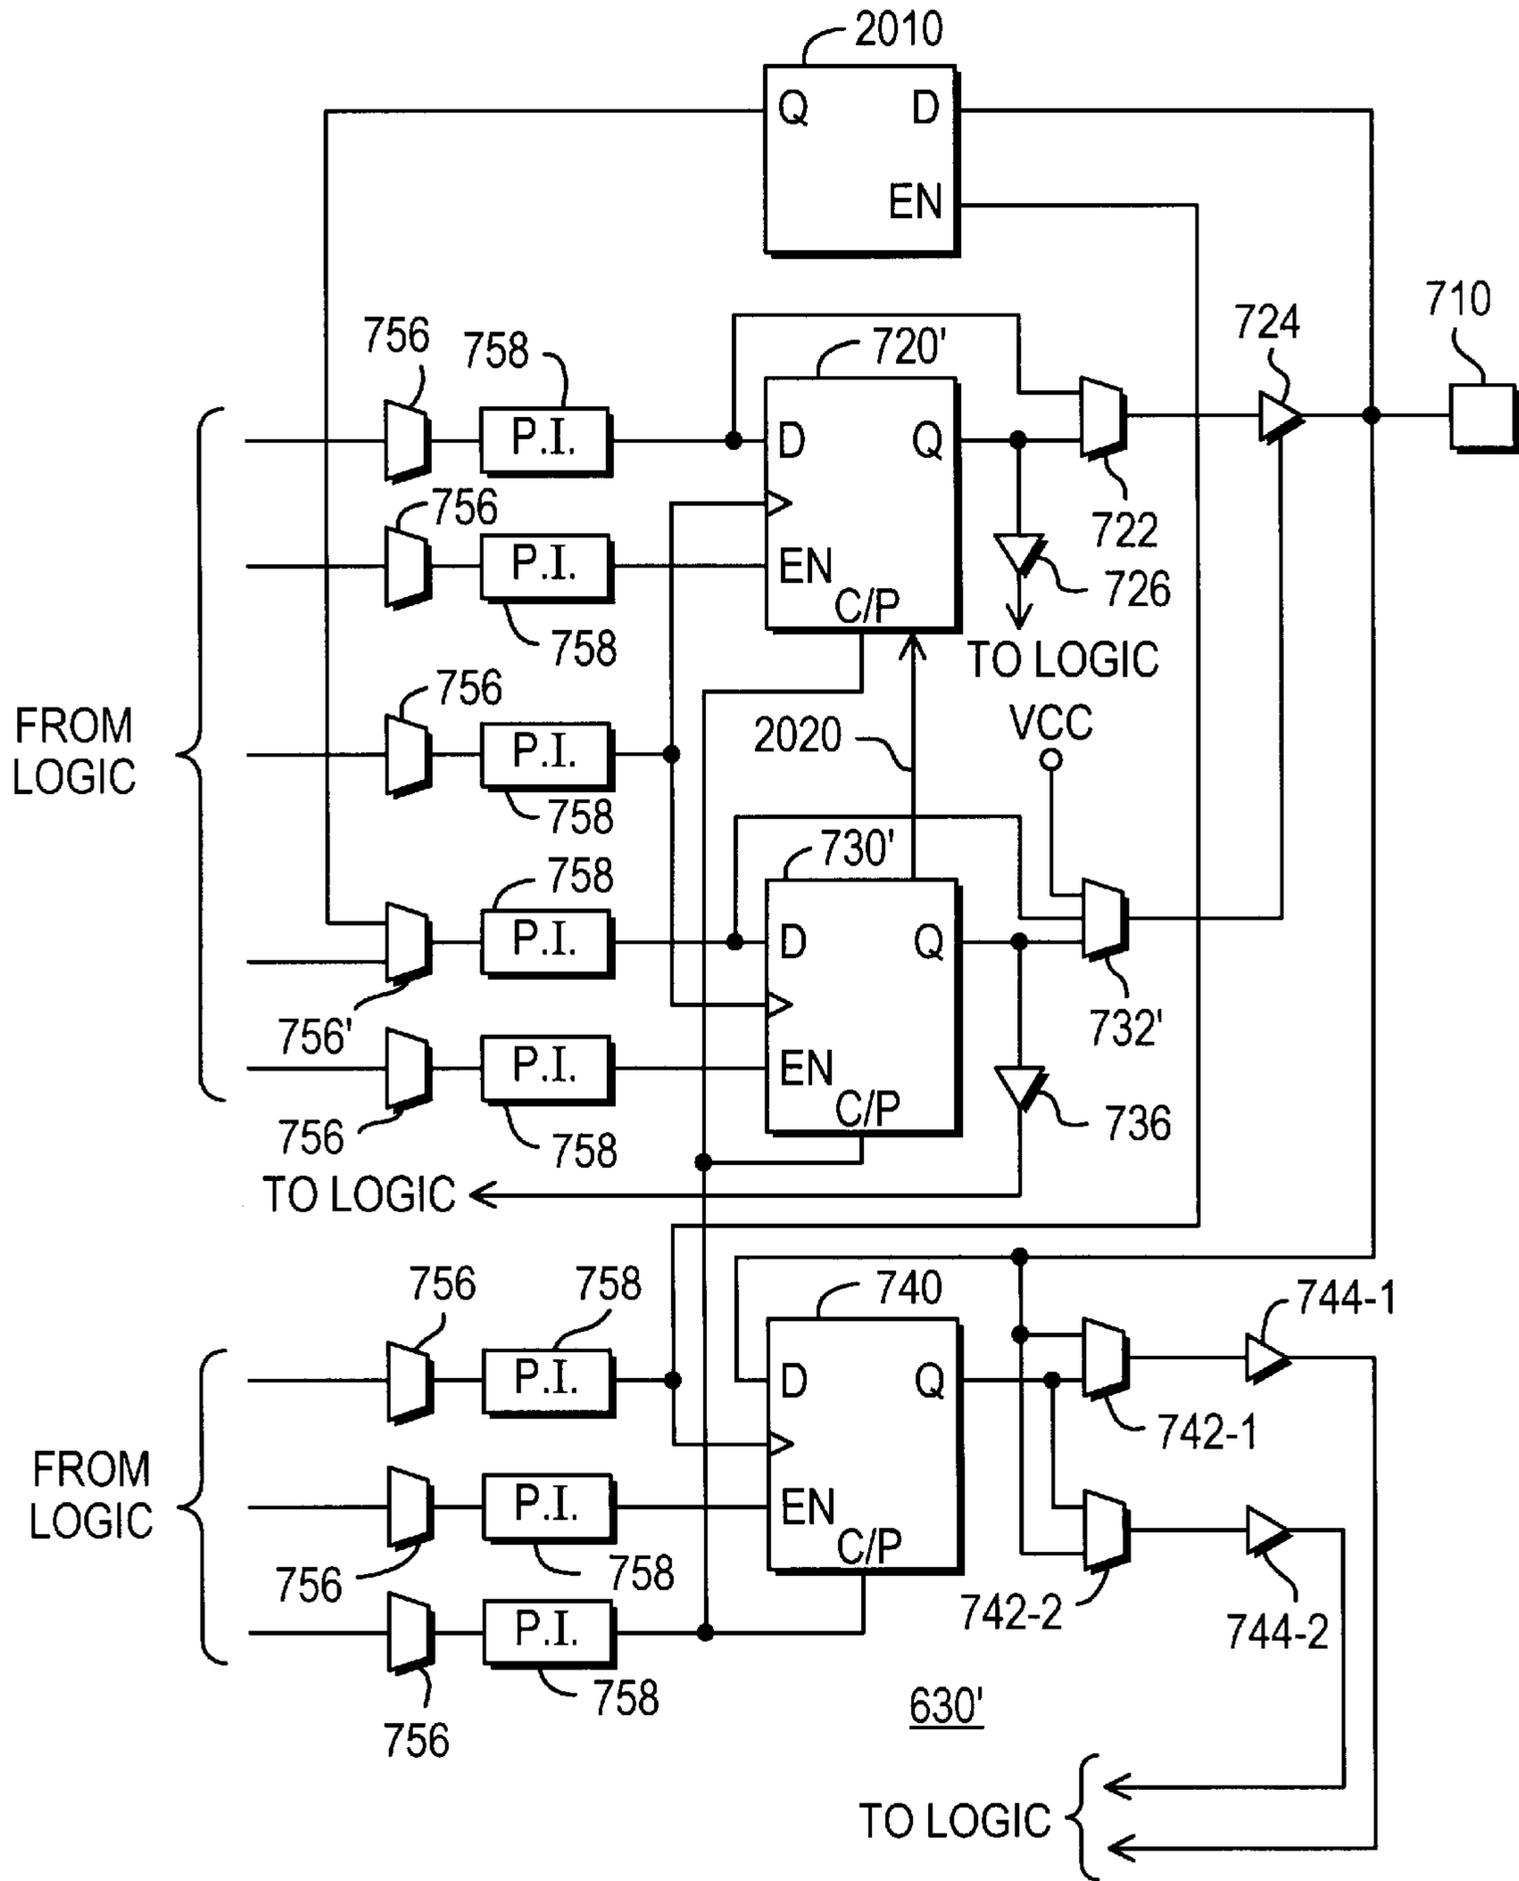 2010
Q D
EN
710
724
756 758 720'
P.I. D Q
722
756
P.I. EN
726
C/P
758
TO LOGIC
756
VCC
FROM
LOGIC
P.I.
2020
758
730'
758
P.I. D Q
732'
756'
P.I. EN
736
C/P
756 758
TO LOGIC
756 758 740 744-1
P.I. D Q
742-1
FROM
LOGIC
P.I. EN
C/P
756 758
742-2 744-2
P.I.
758
756
630'
TO LOGIC